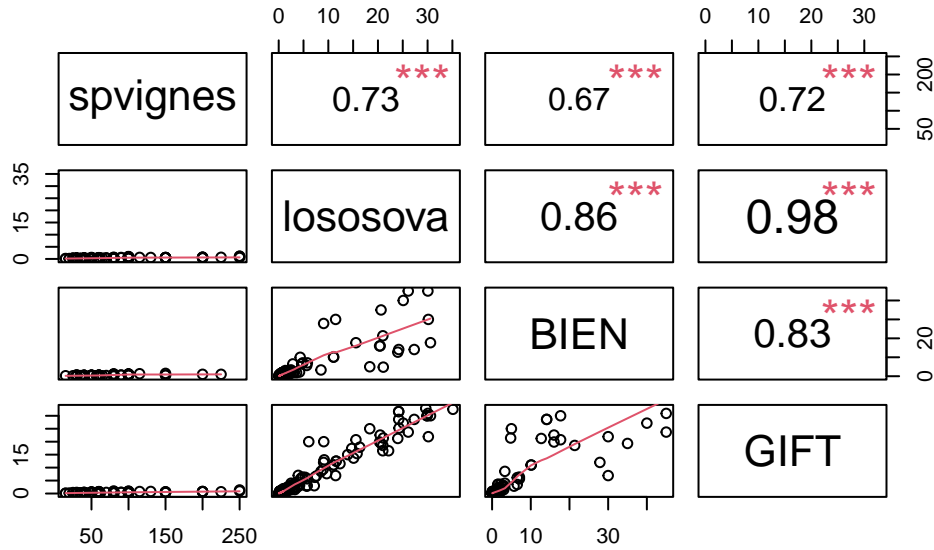 0 10 20 30 0 10 20 30
spvignes 0.73 *** 0.67 *** 0.72 *** 50 200
0 15 35 lososova 0.86 *** 0.98 ***
BIEN 0.83 *** 0 20
0 15 GIFT
50 150 250 0 10 30